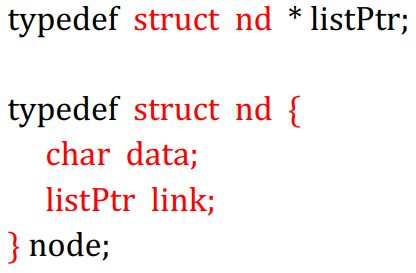 typedef struct nd * listPtr;
typedef struct nd {
char data;
listPtr link;
} node;